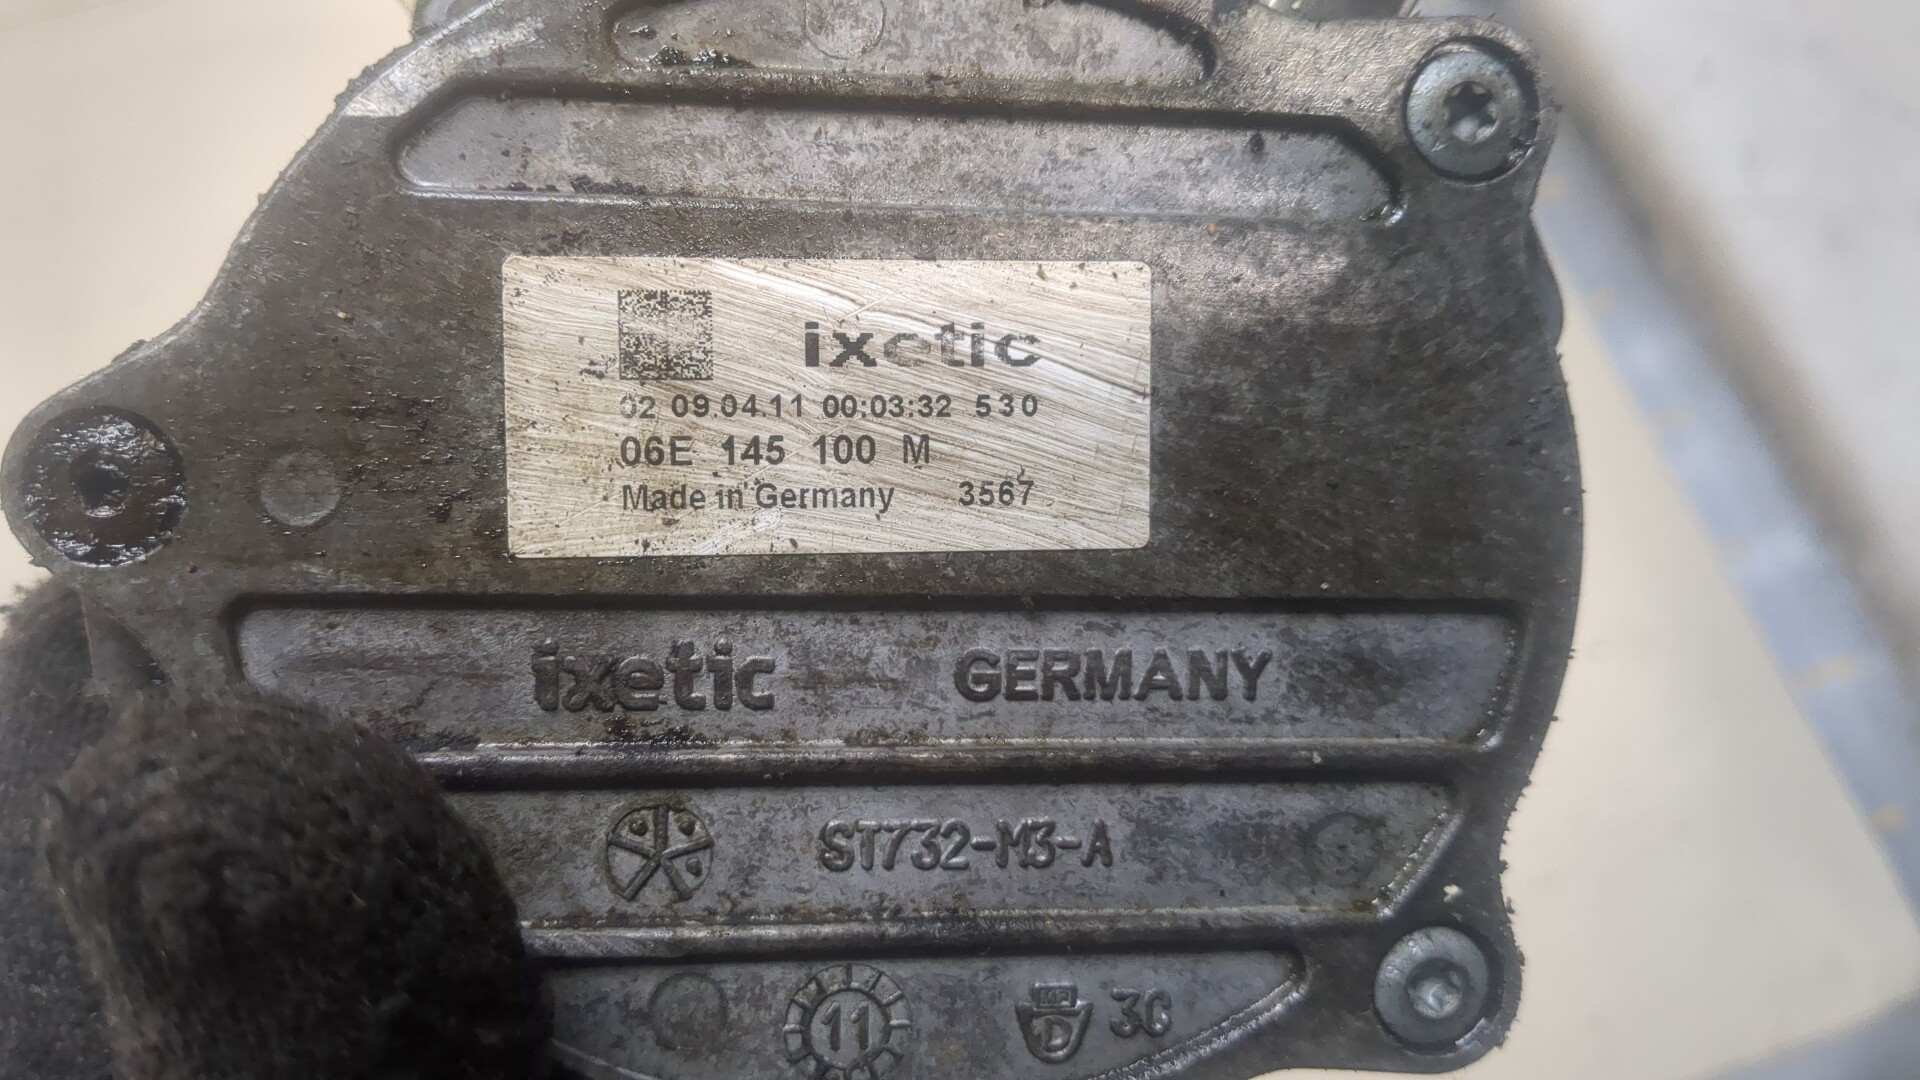 ixetic
02 09.04.11 00:03:32 530
06E 145 100 M
Made in Germany 3567
ixetic GERMANY
ST732-M3-A
11 D 3G